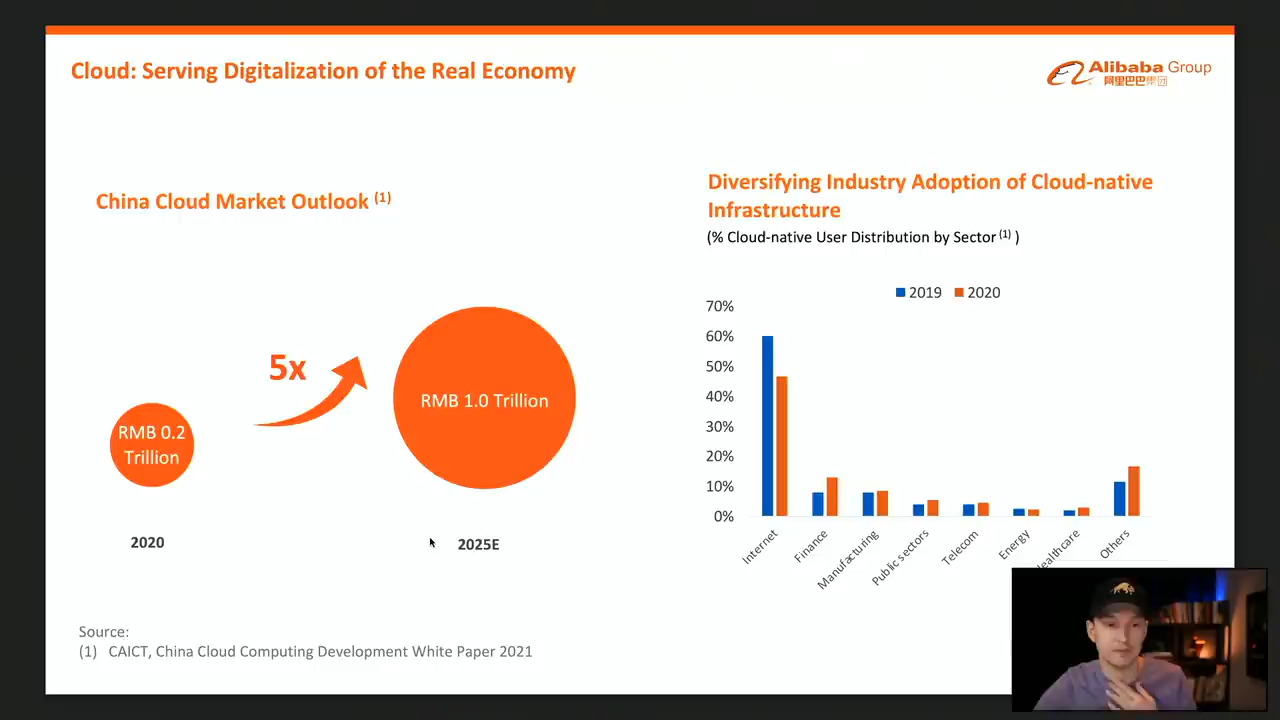 Cloud: Serving Digitalization of the Real Economy
Alibaba Group
阿里巴巴集团
China Cloud Market Outlook (1)
5x
RMB 0.2
Trillion
RMB 1.0 Trillion
2020
2025E
Diversifying Industry Adoption of Cloud-native
Infrastructure
(% Cloud-native User Distribution by Sector (1) )
2019 2020
70%
60%
50%
40%
30%
20%
10%
0%
Internet
Finance
Manufacturing
Public sectors
Telecom
Energy
ealthcare
Others
Source:
(1) CAICT, China Cloud Computing Development White Paper 2021